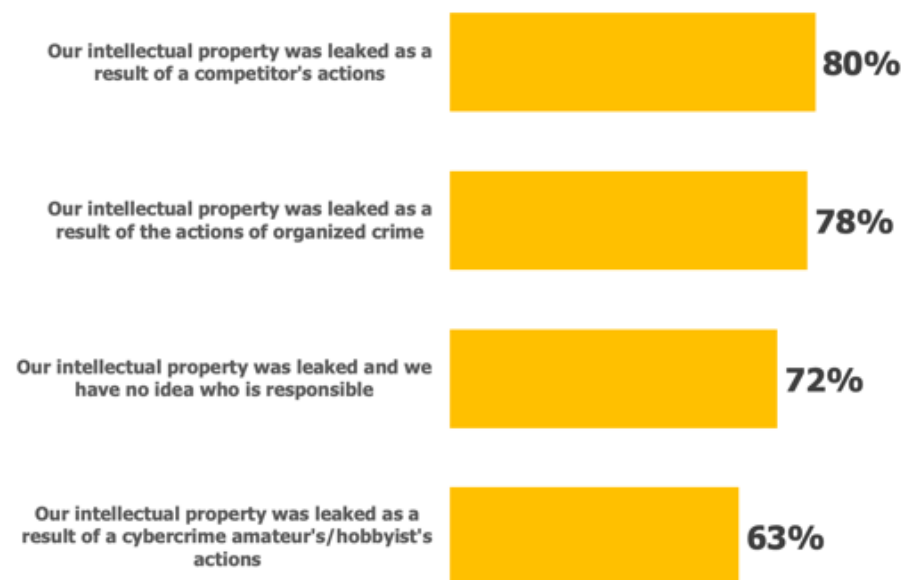 Our intellectual property was leaked as a
result of a competitor's actions
80%
Our intellectual property was leaked as a
result of the actions of organized crime
78%
Our intellectual property was leaked and we
have no idea who is responsible
72%
Our intellectual property was leaked as a
result of a cybercrime amateur's/hobbyist's
actions
63%